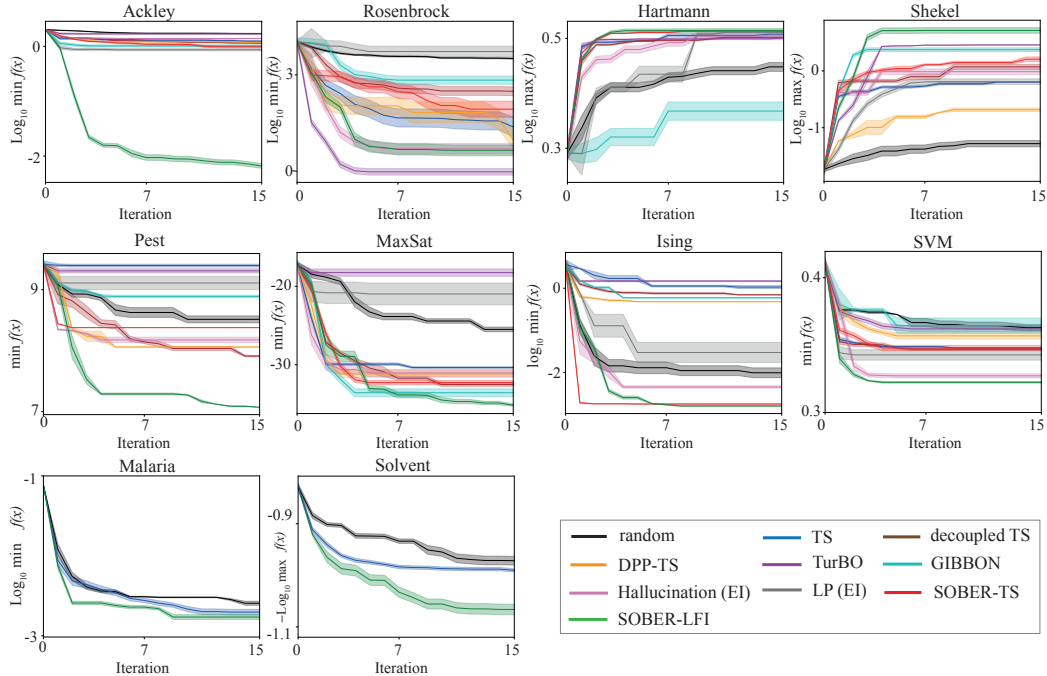 Ackley
Log10 min f(x)
0
-2
0
7
15
Iteration
Rosenbrock
Log10 min f(x)
3
0
0
7
15
Iteration
Hartmann
Log10 max f(x)
0.5
0.3
0
7
15
Iteration
Shekel
Log10 max f(x)
0
-1
0
7
15
Iteration
Pest
min f(x)
9
7
0
7
15
Iteration
MaxSat
min f(x)
-20
-30
0
7
15
Iteration
Ising
log10 min f(x)
0
-2
0
7
15
Iteration
SVM
min f(x)
0.4
0.3
0
7
15
Iteration
Malaria
Log10 min f(x)
-1
-3
0
7
15
Iteration
Solvent
−Log10 max f(x)
-0.9
-1.1
0
7
15
Iteration
random
TS
decoupled TS
DPP-TS
TurBO
GIBBON
Hallucination (EI)
LP (EI)
SOBER-TS
SOBER-LFI